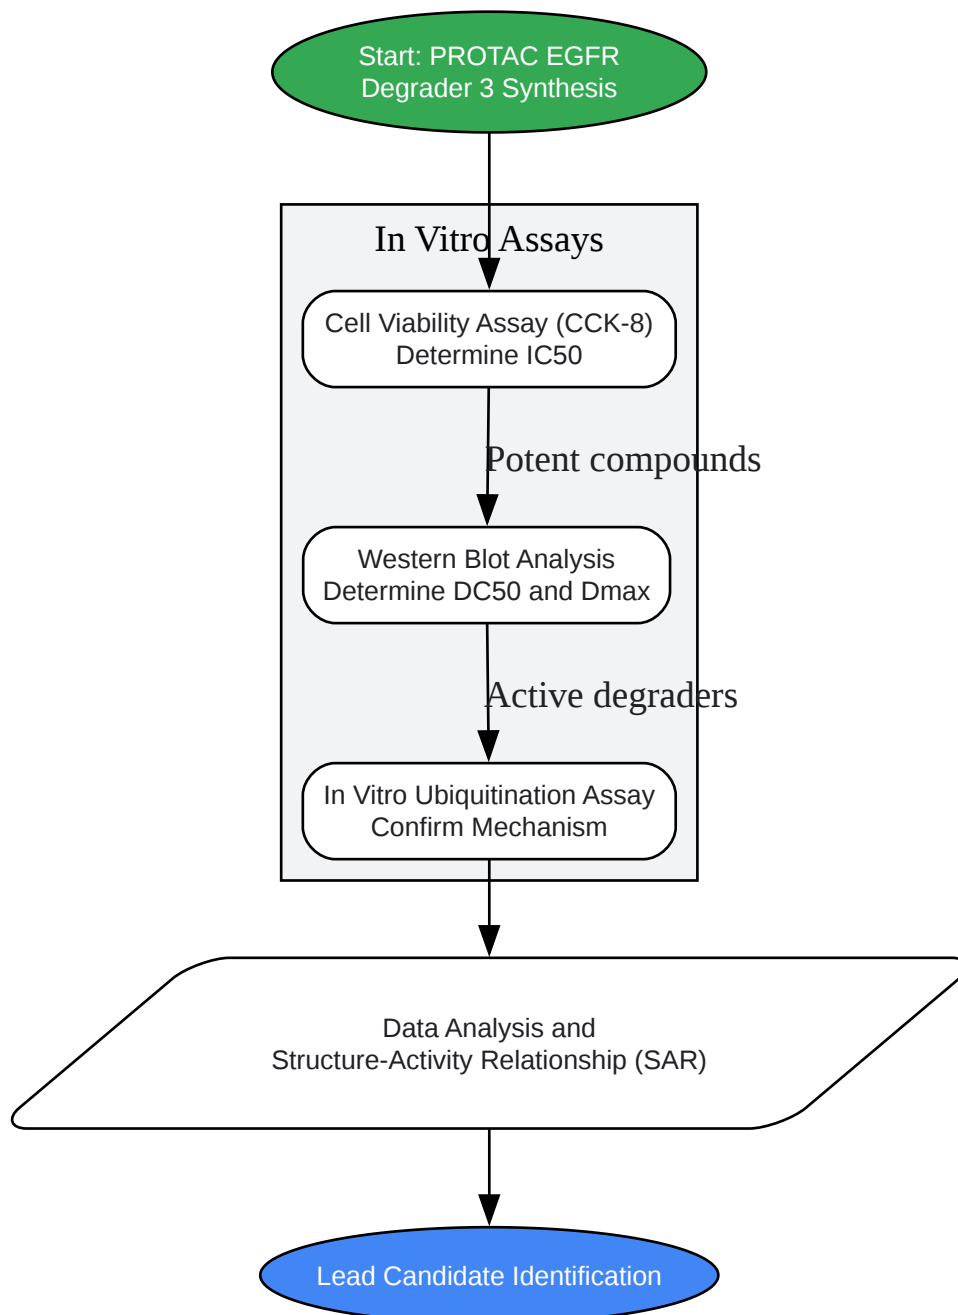 Start: PROTAC EGFR
Degrader 3 Synthesis
In Vitro Assays
Cell Viability Assay (CCK-8)
Determine IC50
Potent compounds
Western Blot Analysis
Determine DC50 and Dmax
Active degraders
In Vitro Ubiquitination Assay
Confirm Mechanism
Data Analysis and
Structure-Activity Relationship (SAR)
Lead Candidate Identification